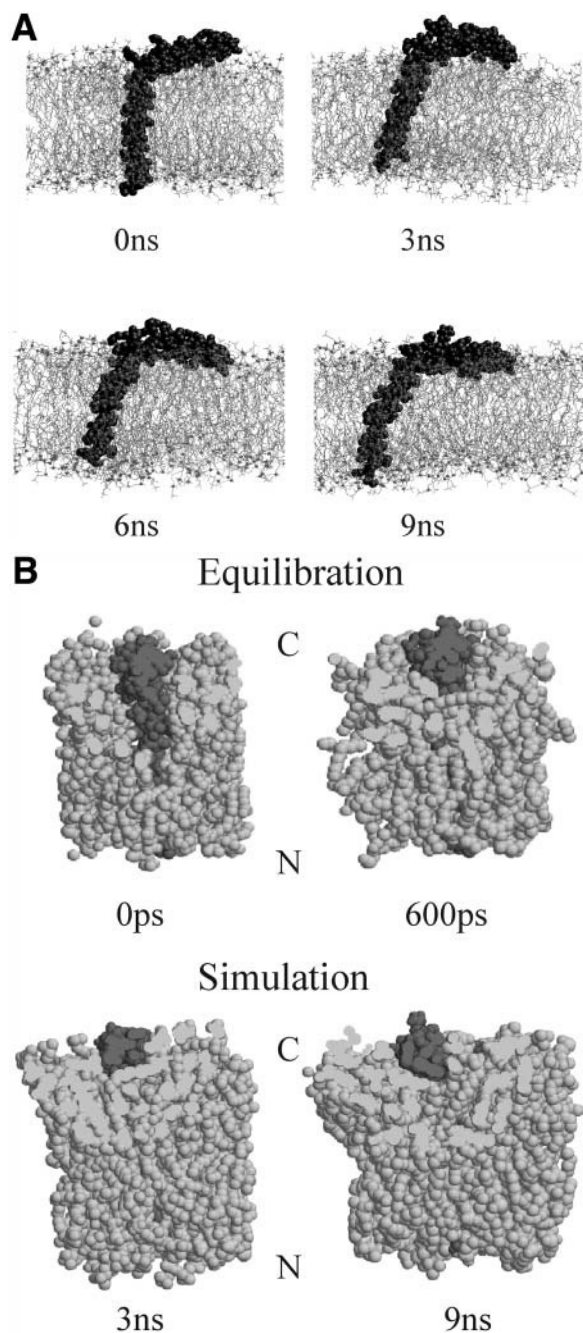 A
0ns
3ns
6ns
9ns
B
Equilibration
C
N
0ps
600ps
Simulation
C
N
3ns
9ns